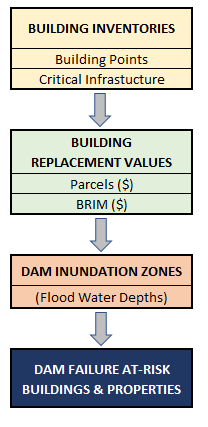 BUILDING INVENTORIES
Building Points
Critical Infrastucture
BUILDING
REPLACEMENT VALUES
Parcels ($)
BRIM ($)
DAM INUNDATION ZONES
(Flood Water Depths)
DAM FAILURE AT-RISK
BUILDINGS & PROPERTIES